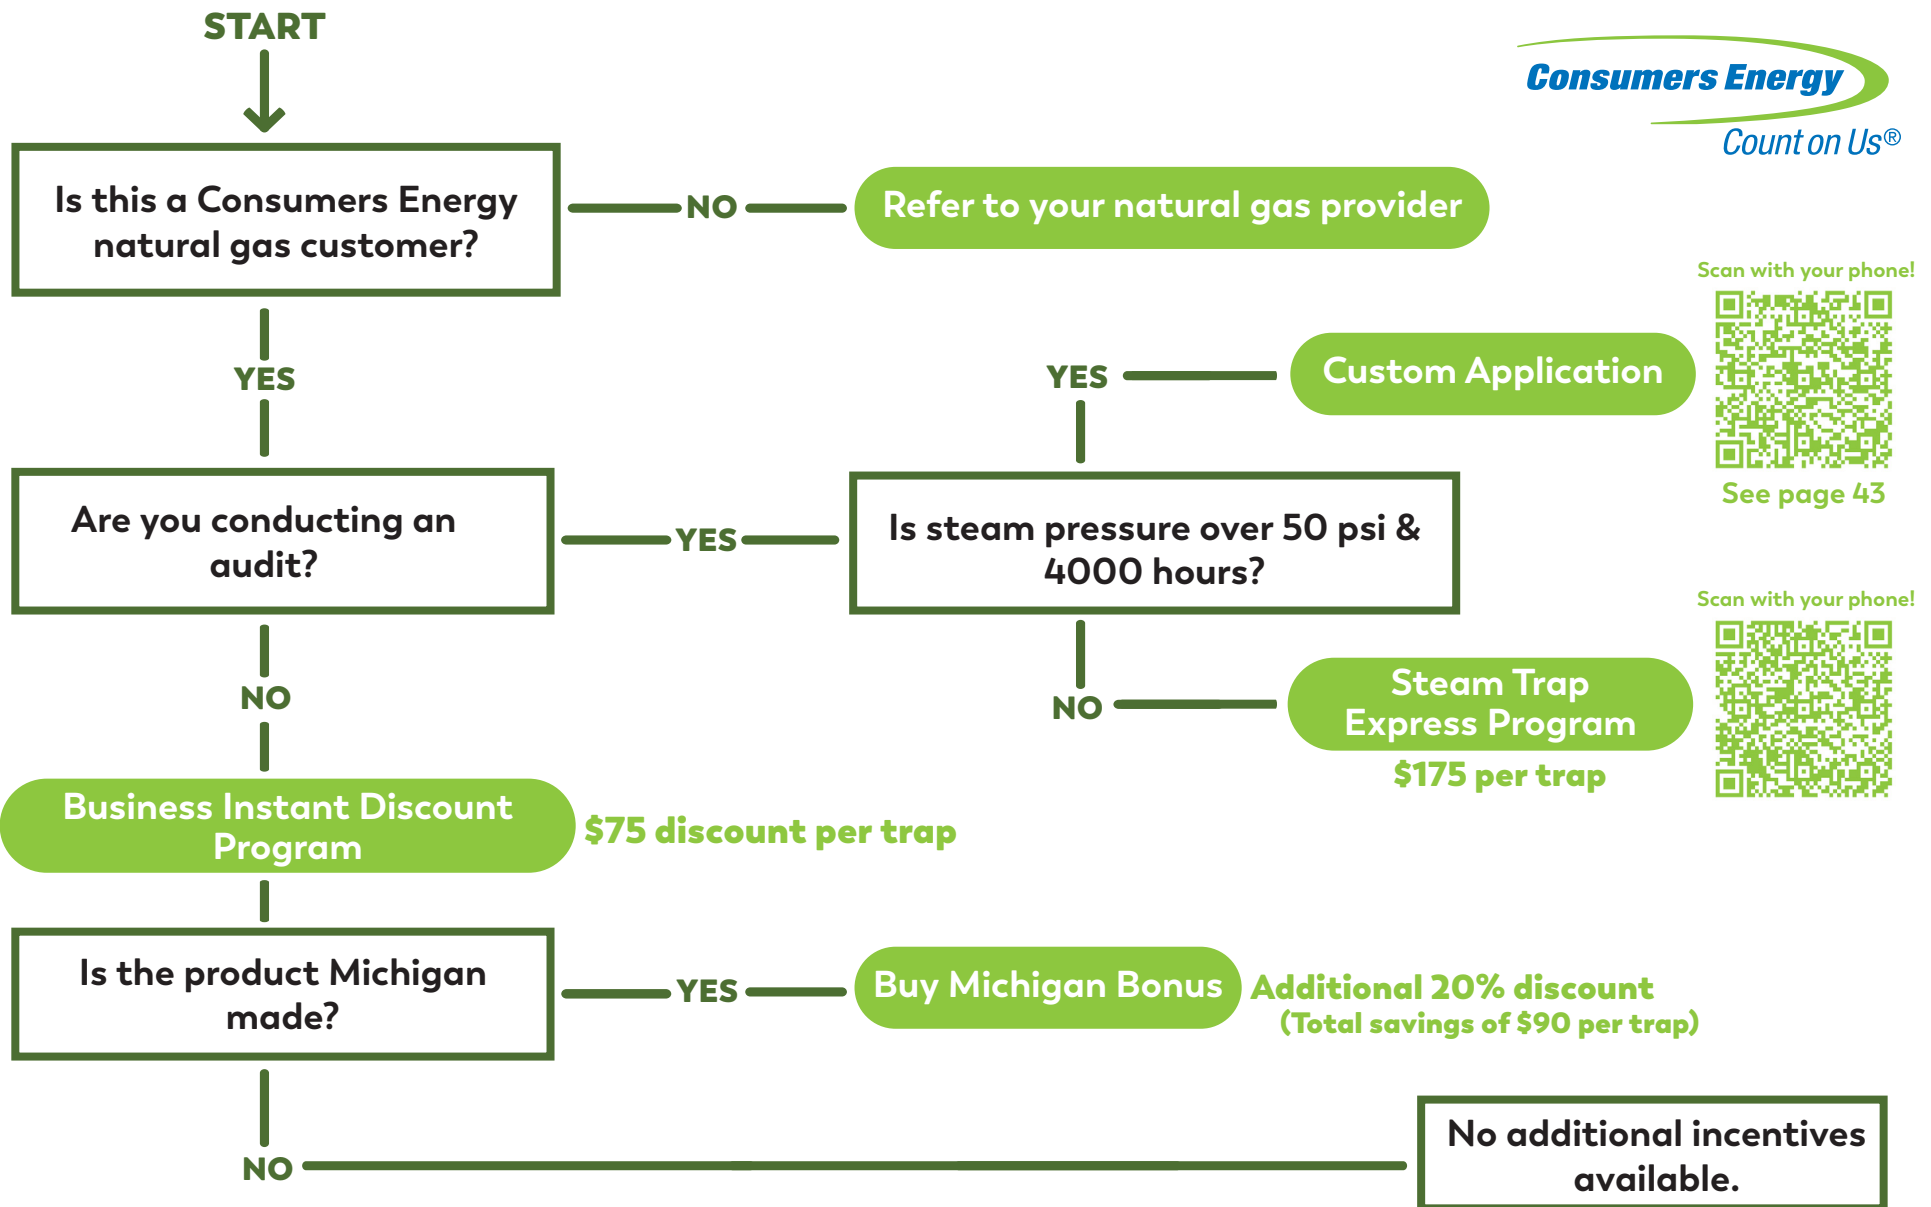 START
Consumers Energy
Count on Us®
Is this a Consumers Energy
natural gas customer?
NO
Refer to your natural gas provider
Scan with your phone!
YES
YES
Custom Application
See page 43
Are you conducting an
audit?
YES
Is steam pressure over 50 psi &
4000 hours?
Scan with your phone!
NO
NO
Steam Trap
Express Program
$175 per trap
Business Instant Discount
Program
$75 discount per trap
Is the product Michigan
made?
YES
Buy Michigan Bonus
Additional 20% discount
(Total savings of $90 per trap)
NO
No additional incentives
available.